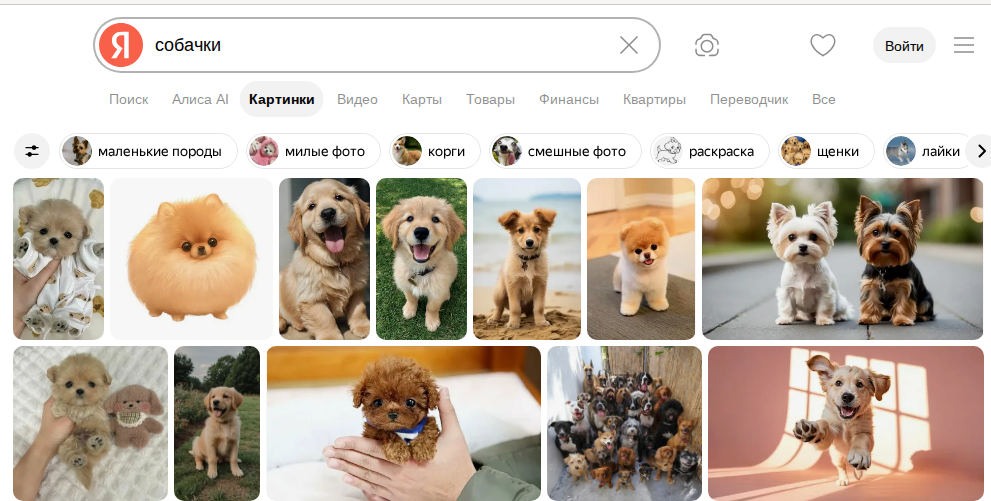 Я собачки
Войти
Поиск Алиса AI Картинки Видео Карты Товары Финансы Квартиры Переводчик Все
маленькие породы милые фото корги смешные фото раскраска щенки лайки